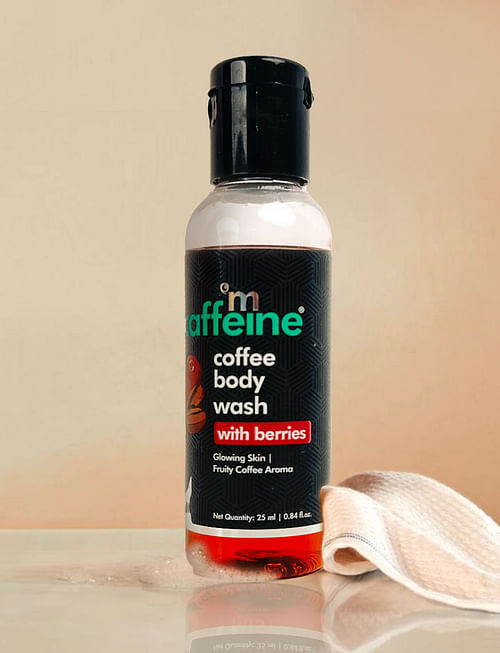 m
caffeine®
coffee
body
wash
with berries
Glowing Skin |
Fruity Coffee Aroma
Net Quantity: 25 ml | 0.84 fl.oz.